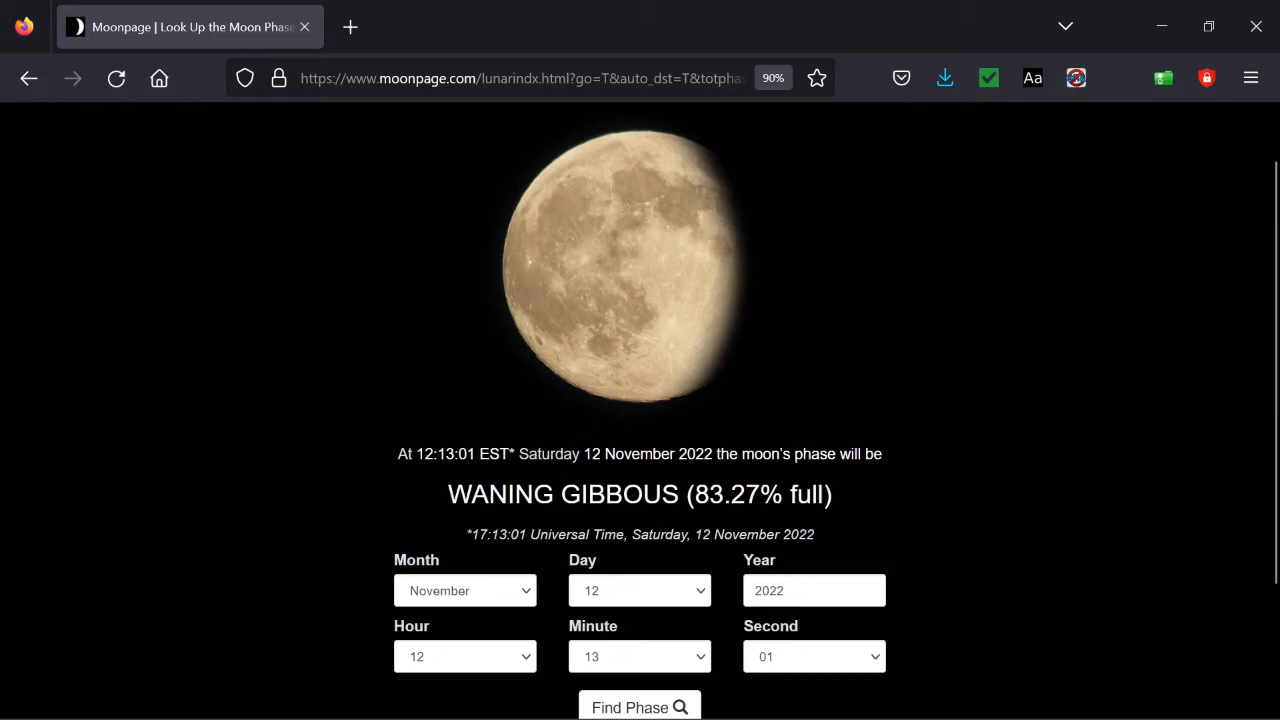 Moonpage | Look Up the Moon Phase
https://www.moonpage.com/lunarindx.html?go=T&auto_dst=T&totpha
90%
Aa
At 12:13:01 EST* Saturday 12 November 2022 the moon's phase will be
WANING GIBBOUS (83.27% full)
*17:13:01 Universal Time, Saturday, 12 November 2022
Month Day Year
November 12 2022
Hour Minute Second
12 13 01
Find Phase